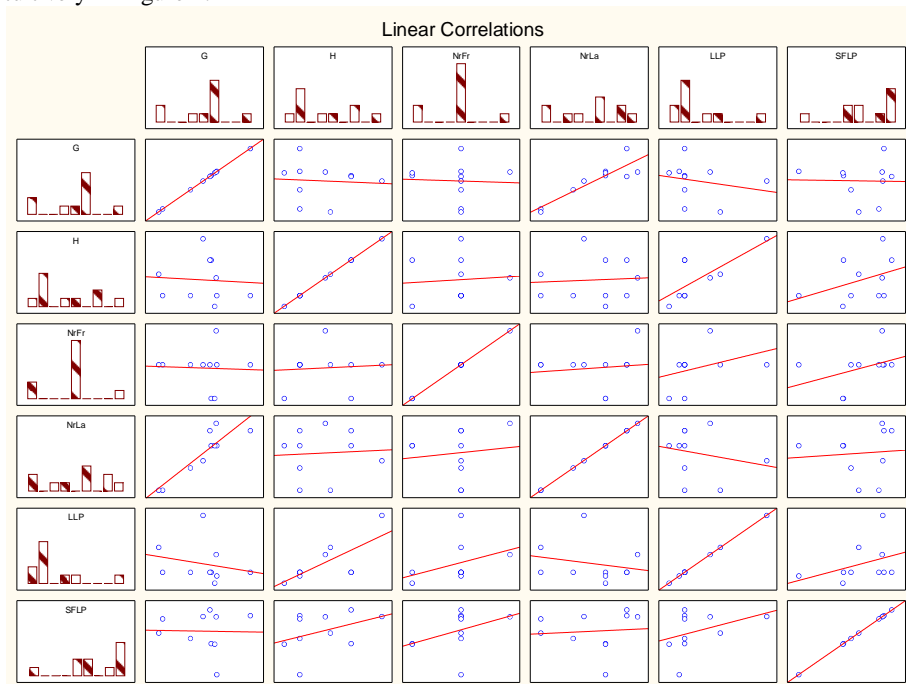 Linear Correlations
G H NrFr NrLa LLP SFLP
G
H
NrFr
NrLa
LLP
SFLP